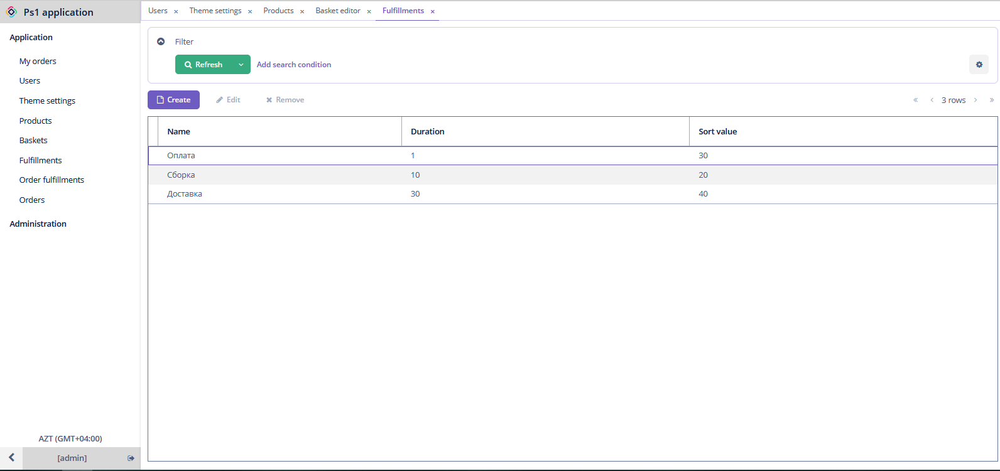 Ps1 application
Application
My orders
Users
Theme settings
Products
Baskets
Fulfillments
Order fulfillments
Orders
Administration
AZT (GMT+04:00)
[admin]
Users × Theme settings × Products × Basket editor × Fulfillments ×
Filter
Refresh Add search condition
Create Edit Remove « ‹ 3 rows › »
Name Duration Sort value
Оплата 1 30
Сборка 10 20
Доставка 30 40